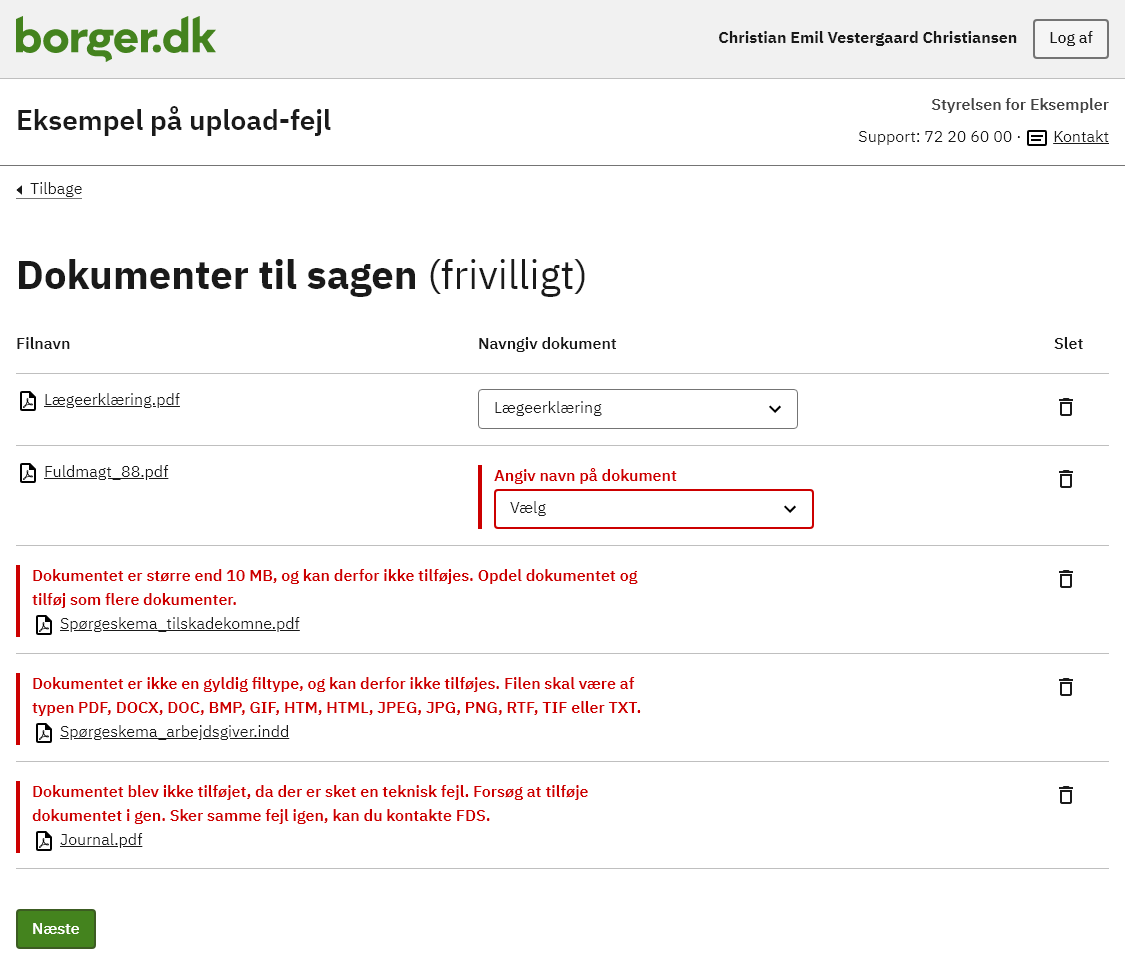 borger.dk
Christian Emil Vestergaard Christiansen
Log af
Eksempel på upload-fejl
Styrelsen for Eksempler
Support: 72 20 60 00 · Kontakt
Tilbage
Dokumenter til sagen (frivilligt)
Filnavn Navngiv dokument Slet
Lægeerklæring.pdf Lægeerklæring
Fuldmagt_88.pdf
Angiv navn på dokument
Vælg
Dokumentet er større end 10 MB, og kan derfor ikke tilføjes. Opdel dokumentet og
tilføj som flere dokumenter.
Spørgeskema_tilskadekomne.pdf
Dokumentet er ikke en gyldig filtype, og kan derfor ikke tilføjes. Filen skal være af
typen PDF, DOCX, DOC, BMP, GIF, HTM, HTML, JPEG, JPG, PNG, RTF, TIF eller TXT.
Spørgeskema_arbejdsgiver.indd
Dokumentet blev ikke tilføjet, da der er sket en teknisk fejl. Forsøg at tilføje
dokumentet i gen. Sker samme fejl igen, kan du kontakte FDS.
Journal.pdf
Næste